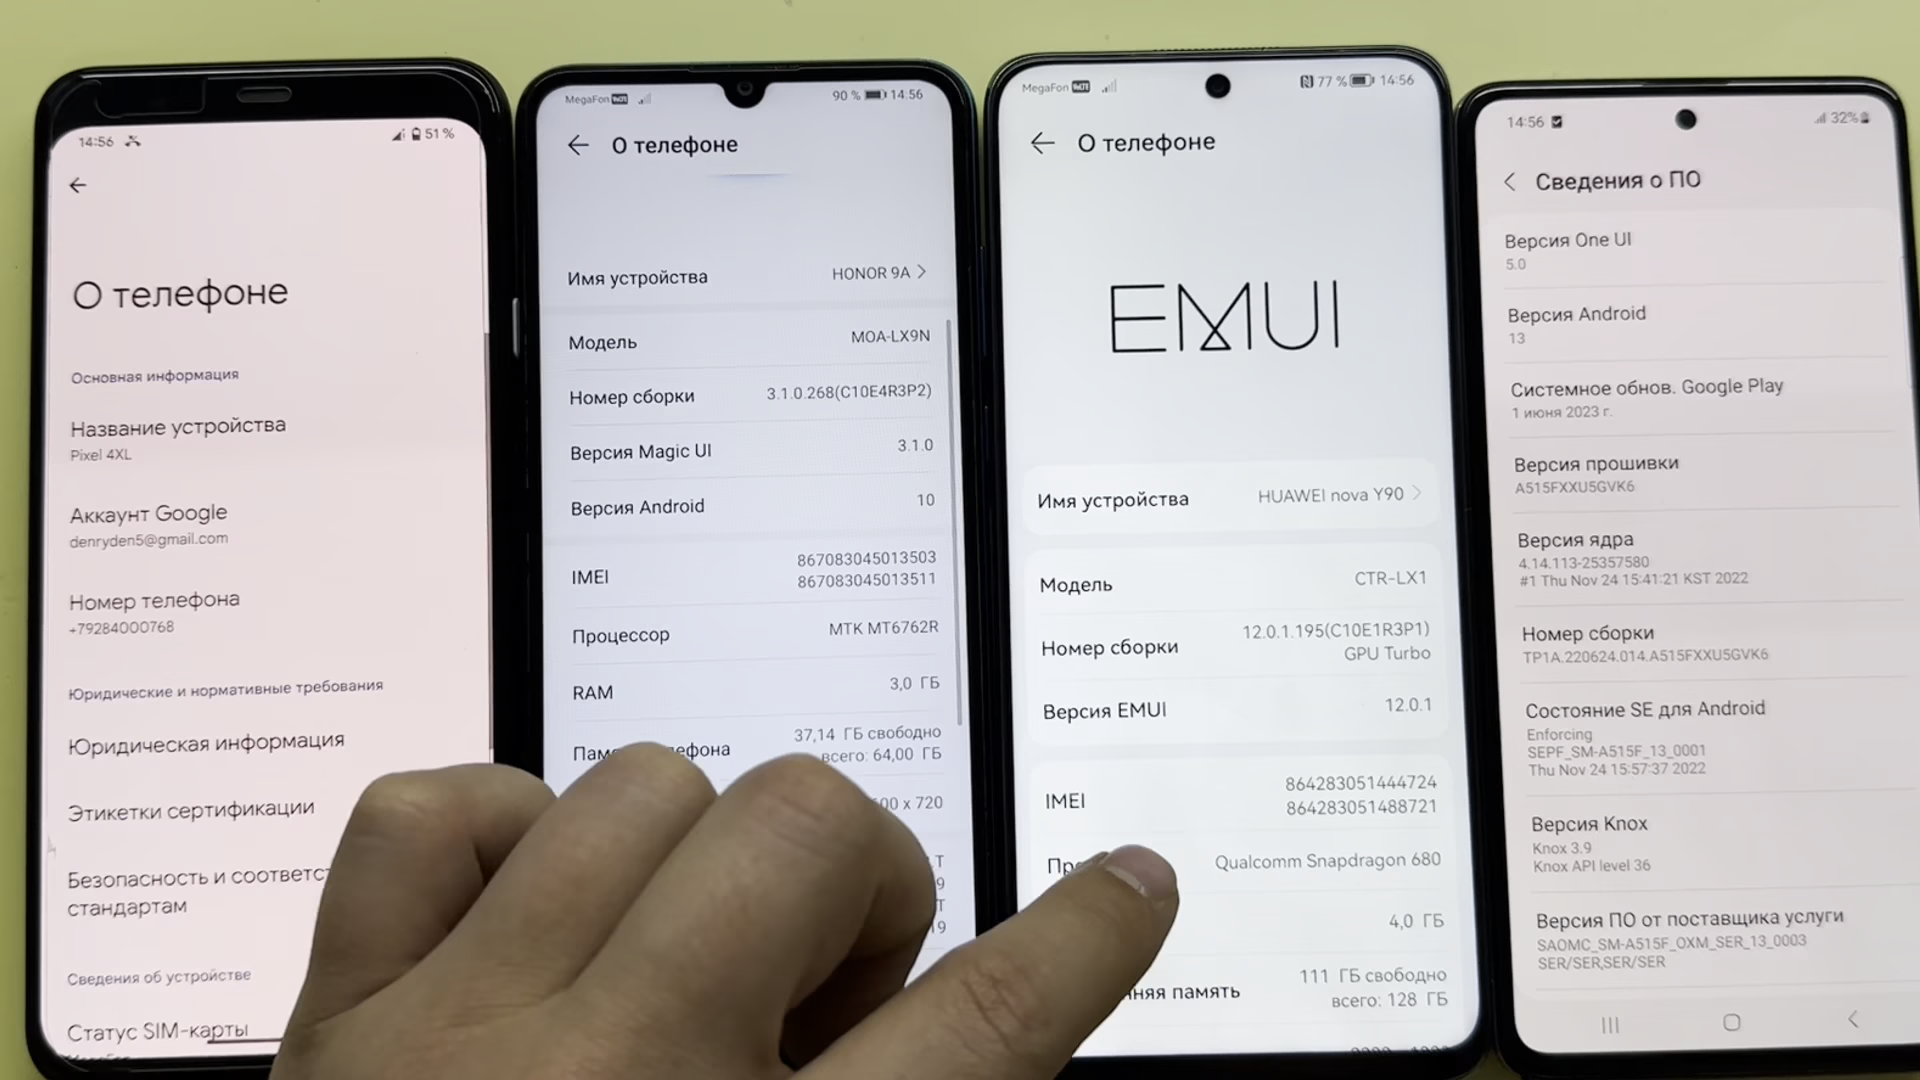 14:56
51%
О телефоне
Основная информация
Название устройства
Pixel 4XL
Аккаунт Google
denryden5@gmail.com
Номер телефона
+79284000768
Юридические и нормативные требования
Юридическая информация
Этикетки сертификации
Безопасность и соответс
стандартам
Сведения об устройстве
Статус SIM-карты
MegaFon
90 % 14:56
О телефоне
Имя устройства HONOR 9A
Модель MOA-LX9N
Номер сборки 3.1.0.268(C10E4R3P2)
Версия Magic UI 3.1.0
Версия Android 10
IMEI 867083045013503
867083045013511
Процессор MTK MT6762R
RAM 3,0 ГБ
37,14 ГБ свободно
всего: 64,00 ГБ
00 x 720
MegaFon
77 % 14:56
О телефоне
EMUI
Имя устройства HUAWEI nova Y90
Модель CTR-LX1
Номер сборки 12.0.1.195(C10E1R3P1)
GPU Turbo
Версия EMUI 12.0.1
IMEI 864283051444724
864283051488721
Qualcomm Snapdragon 680
4,0 ГБ
нняя память 111 ГБ свободно
всего: 128 ГБ
14:56
32%
Сведения о ПО
Версия One UI
5.0
Версия Android
13
Системное обнов. Google Play
1 июня 2023 г.
Версия прошивки
A515FXXU5GVK6
Версия ядра
4.14.113-25357580
#1 Thu Nov 24 15:41:21 KST 2022
Номер сборки
TP1A.220624.014.A515FXXU5GVK6
Состояние SE для Android
Enforcing
SEPF_SM-A515F_13_0001
Thu Nov 24 15:57:37 2022
Версия Knox
Knox 3.9
Knox API level 36
Версия ПО от поставщика услуги
SAOMC_SM-A515F_OXM_SER_13_0003
SER/SER,SER/SER